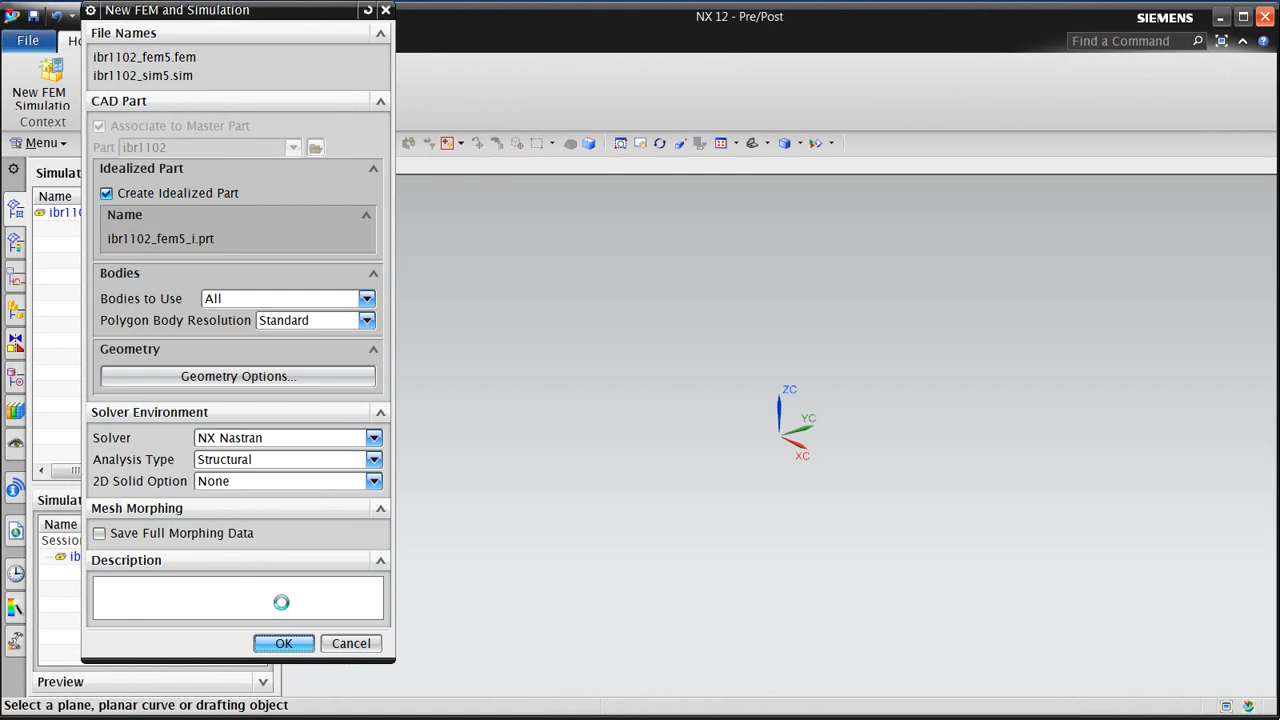 New FEM and Simulation
NX 12 - Pre/Post
SIEMENS
File Names
File
Find a Command
ibr1102_fem5.fem
ibr1102_sim5.sim
New FEM
Simulation
CAD Part
Context
Associate to Master Part
Menu
Part
ibr1102
Idealized Part
Create Idealized Part
Name
Name
ibr1102_fem5_i.prt
Bodies
Bodies to Use
All
Polygon Body Resolution
Standard
Geometry
Geometry Options...
Solver Environment
Solver
NX Nastran
Analysis Type
Structural
2D Solid Option
None
Mesh Morphing
Save Full Morphing Data
Name
Description
OK
Cancel
Preview
ZC
YC
XC
Select a plane, planar curve or drafting object